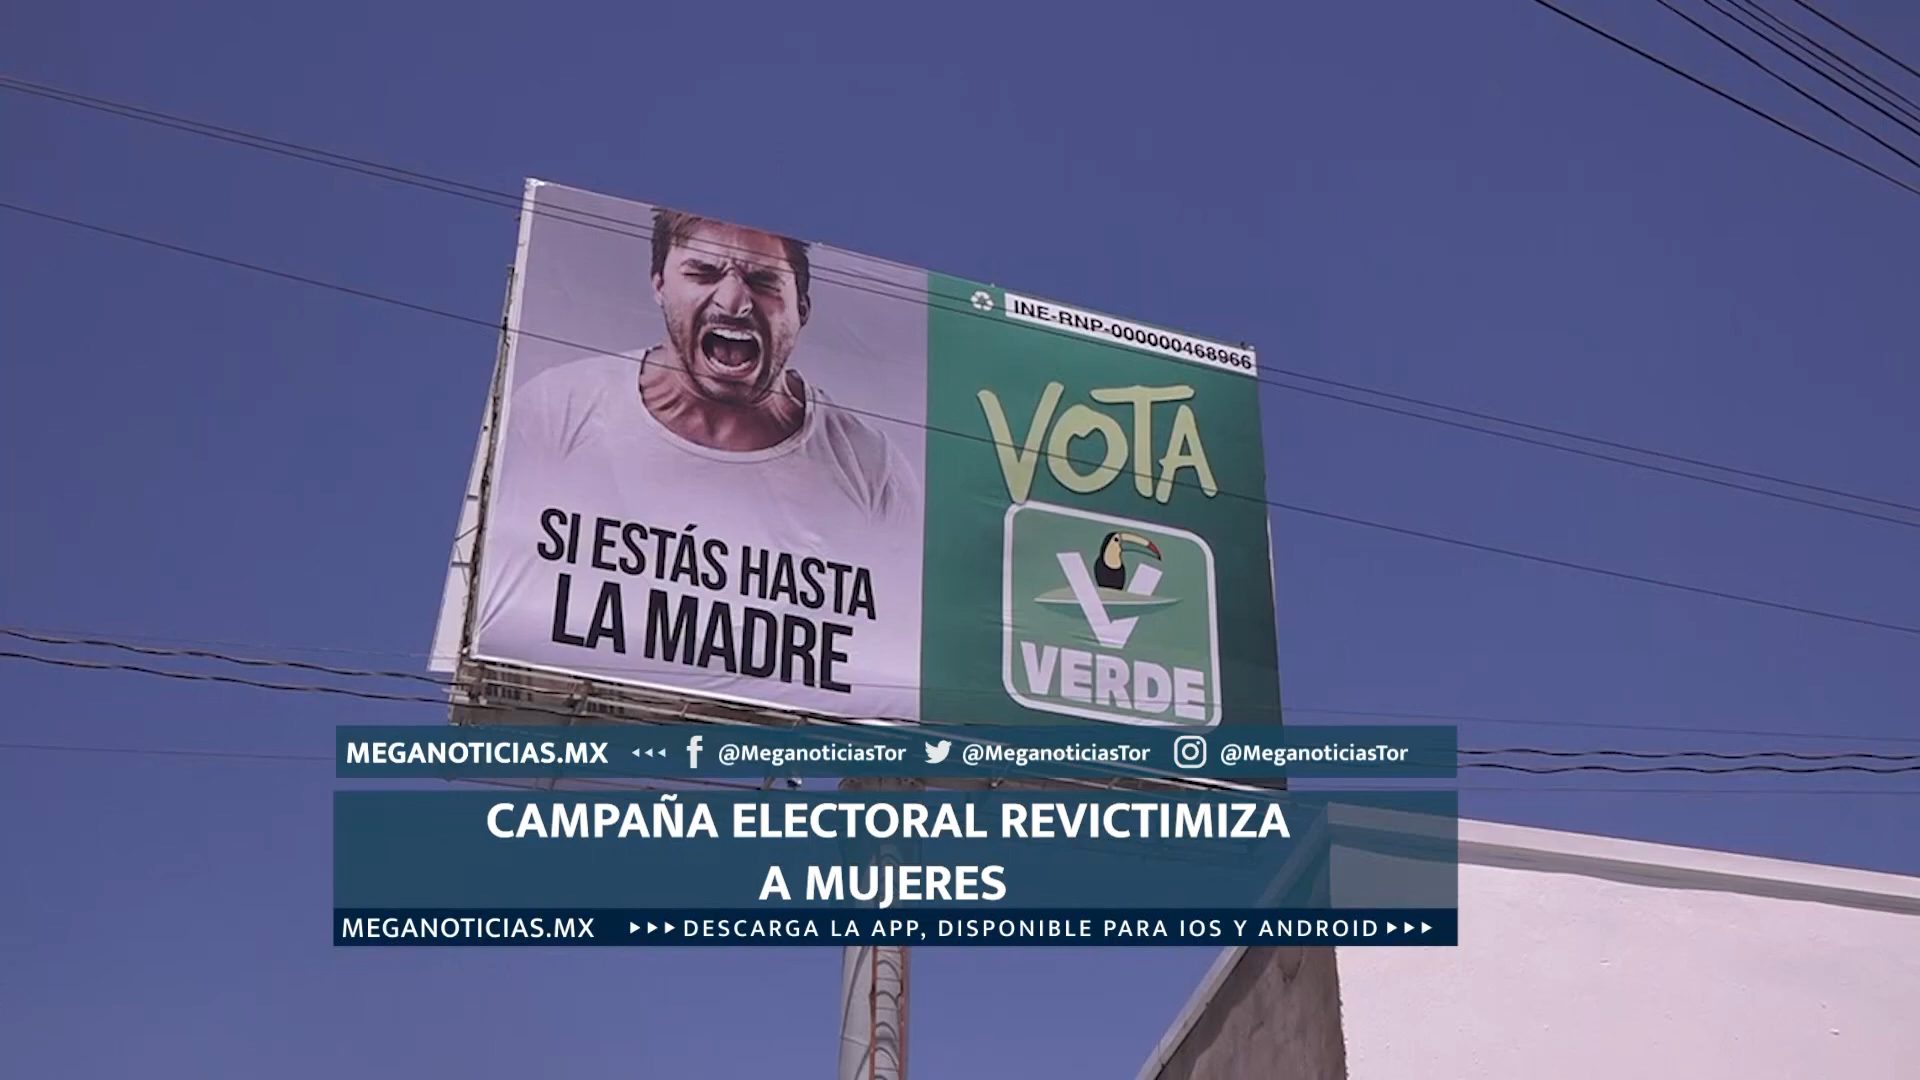 INE-RNP-000000468966
VOTA
SI ESTÁS HASTA
LA MADRE
V
VERDE
MEGANOTICIAS.MX @MeganoticiasTor @MeganoticiasTor @MeganoticiasTor
CAMPAÑA ELECTORAL REVICTIMIZA
A MUJERES
MEGANOTICIAS.MX DESCARGA LA APP, DISPONIBLE PARA IOS Y ANDROID